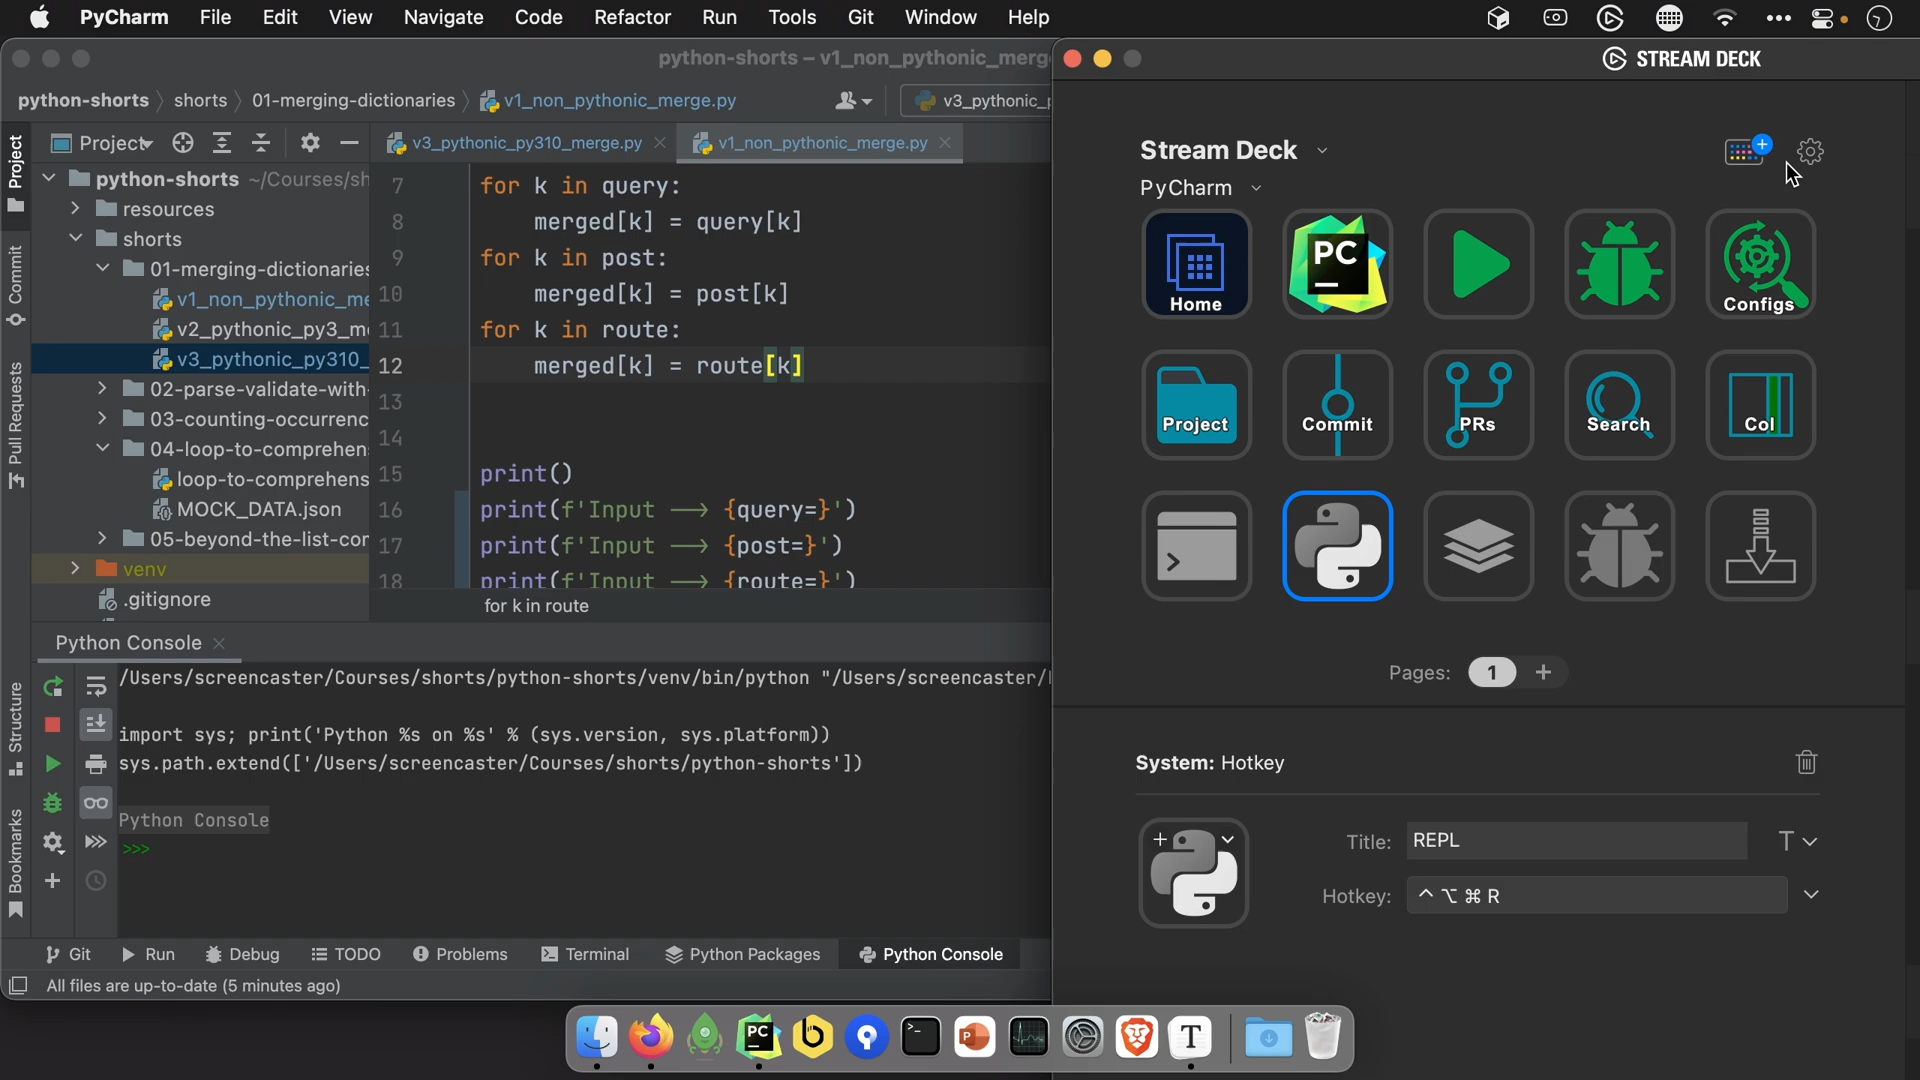 PyCharm File Edit View Navigate Code Refactor Run Tools Git Window Help
python-shorts – v1_non_pythonic_merg
STREAM DECK
python-shorts shorts 01-merging-dictionaries v1_non_pythonic_merge.py
v3_pythonic_p
Project
v3_pythonic_py310_merge.py
v1_non_pythonic_merge.py
Project
Commit
Pull Requests
Structure
Bookmarks
python-shorts ~/Courses/sh
resources
shorts
01-merging-dictionaries
v1_non_pythonic_me
v2_pythonic_py3_m
v3_pythonic_py310_
02-parse-validate-with-
03-counting-occurrenc
04-loop-to-comprehen
loop-to-comprehens
MOCK_DATA.json
05-beyond-the-list-con
venv
.gitignore
7 for k in query:
8 merged[k] = query[k]
9 for k in post:
10 merged[k] = post[k]
11 for k in route:
12 merged[k] = route[k]
13
14
15 print()
16 print(f'Input ⟶ {query=}')
17 print(f'Input ⟶ {post=}')
18 print(f'Input ⟶ {route=}')
for k in route
Python Console
/Users/screencaster/Courses/shorts/python-shorts/venv/bin/python "/Users/screencaster/
import sys; print('Python %s on %s' % (sys.version, sys.platform))
sys.path.extend(['/Users/screencaster/Courses/shorts/python-shorts'])
Python Console
>>>
Git Run Debug TODO Problems Terminal Python Packages Python Console
All files are up-to-date (5 minutes ago)
Stream Deck
PyCharm
Home
PC
Configs
Project
Commit
PRs
Search
Col
Pages: 1 +
System: Hotkey
Title: REPL
T
Hotkey: ^ ⌥ ⌘ R
PC
P
T